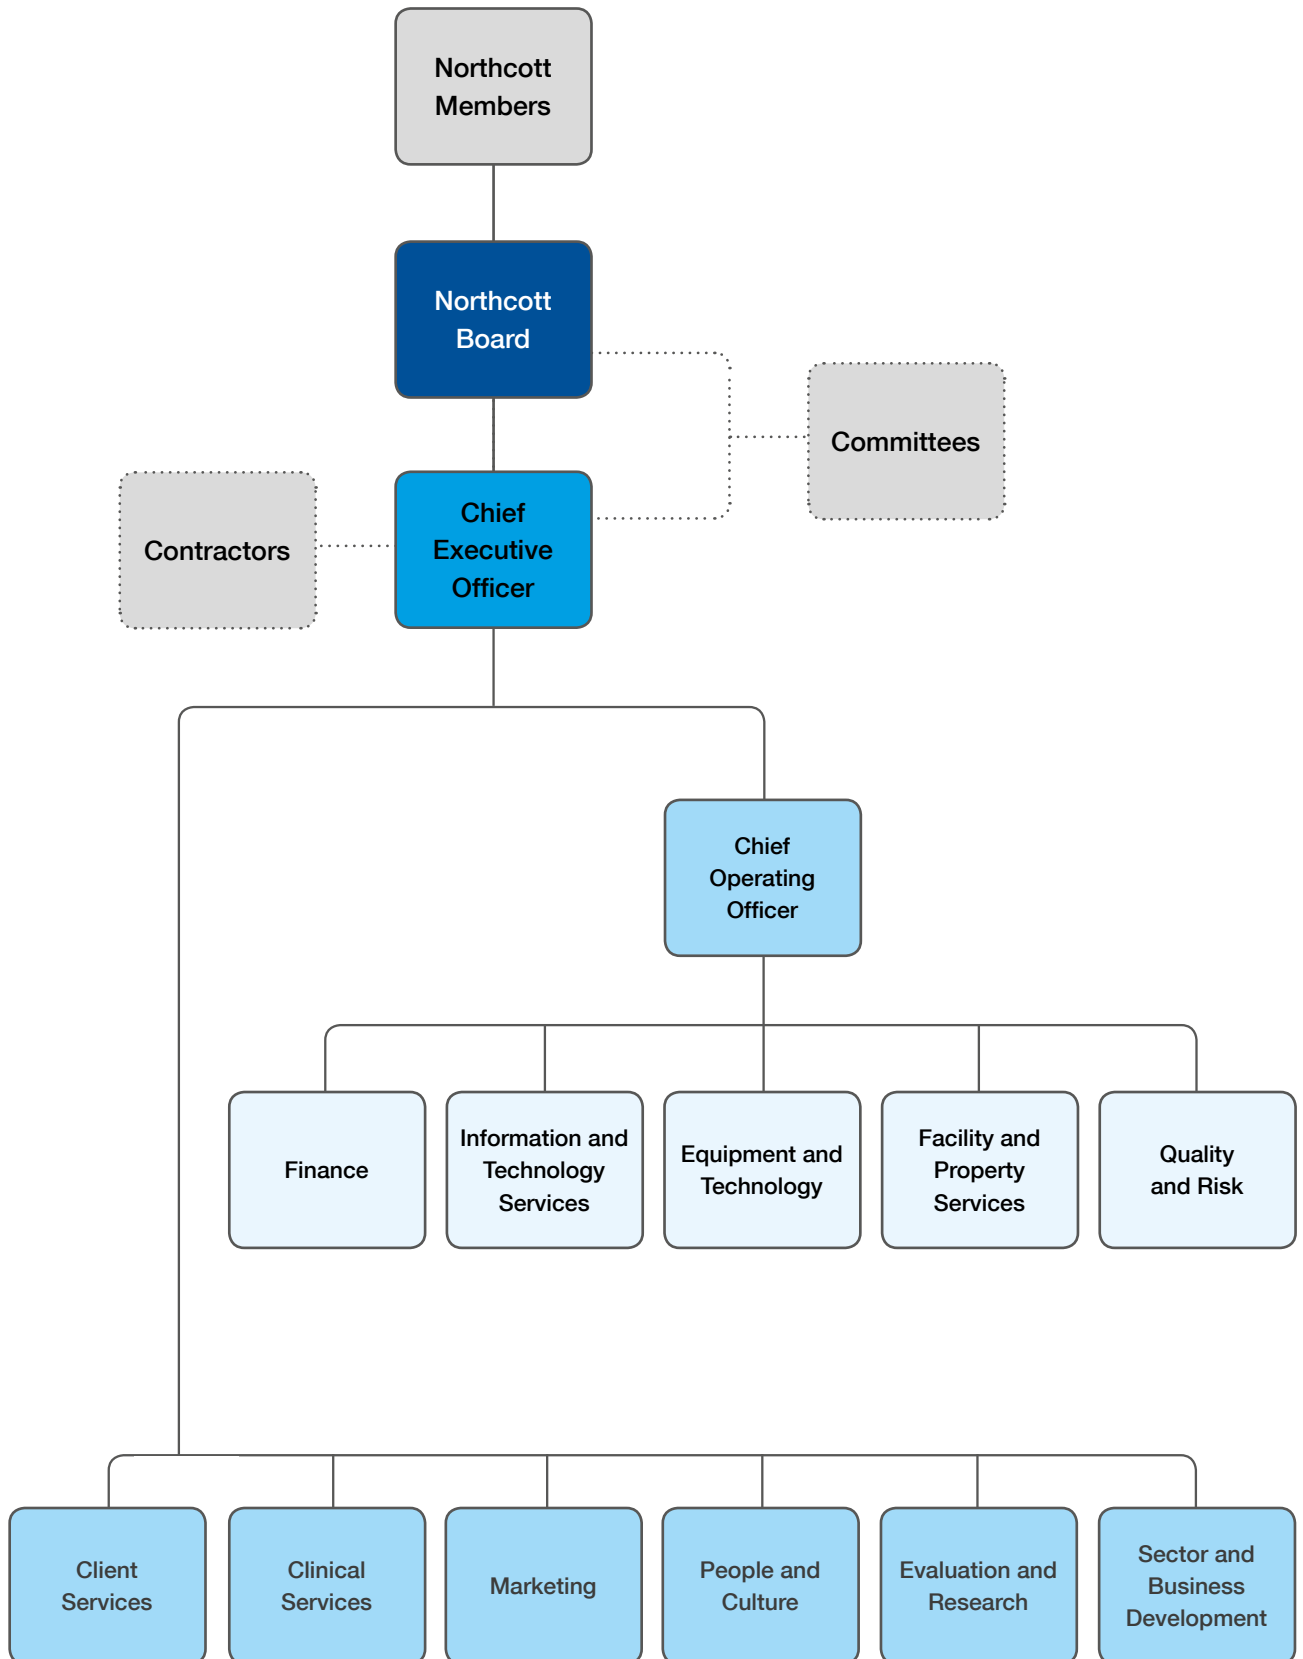 Northcott
Members
Northcott
Board
Committees
Contractors
Chief
Executive
Officer
Chief
Operating
Officer
Finance
Information and
Technology
Services
Equipment and
Technology
Facility and
Property
Services
Quality
and Risk
Client
Services
Clinical
Services
Marketing
People and
Culture
Evaluation and
Research
Sector and
Business
Development